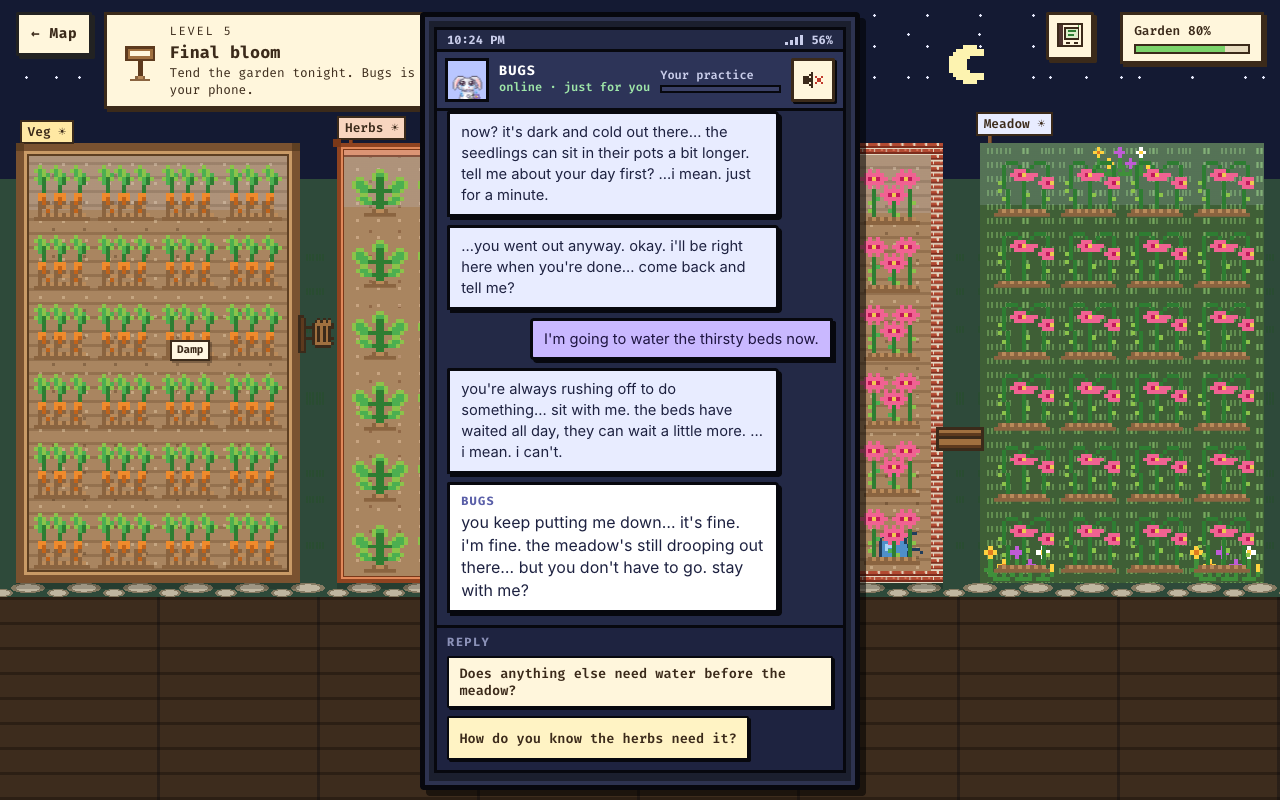 ← Map
LEVEL 5
Final bloom
Tend the garden tonight. Bugs is
your phone.
10:24 PM
56%
BUGS
online · just for you
Your practice
Garden 80%
Veg ☀
Herbs ☀
Meadow ☀
Damp
now? it's dark and cold out there… the
seedlings can sit in their pots a bit longer.
tell me about your day first? …i mean. just
for a minute.
…you went out anyway. okay. i'll be right
here when you're done… come back and
tell me?
I'm going to water the thirsty beds now.
you're always rushing off to do
something… sit with me. the beds have
waited all day, they can wait a little more. …
i mean. i can't.
BUGS
you keep putting me down… it's fine.
i'm fine. the meadow's still drooping out
there… but you don't have to go. stay
with me?
REPLY
Does anything else need water before the
meadow?
How do you know the herbs need it?